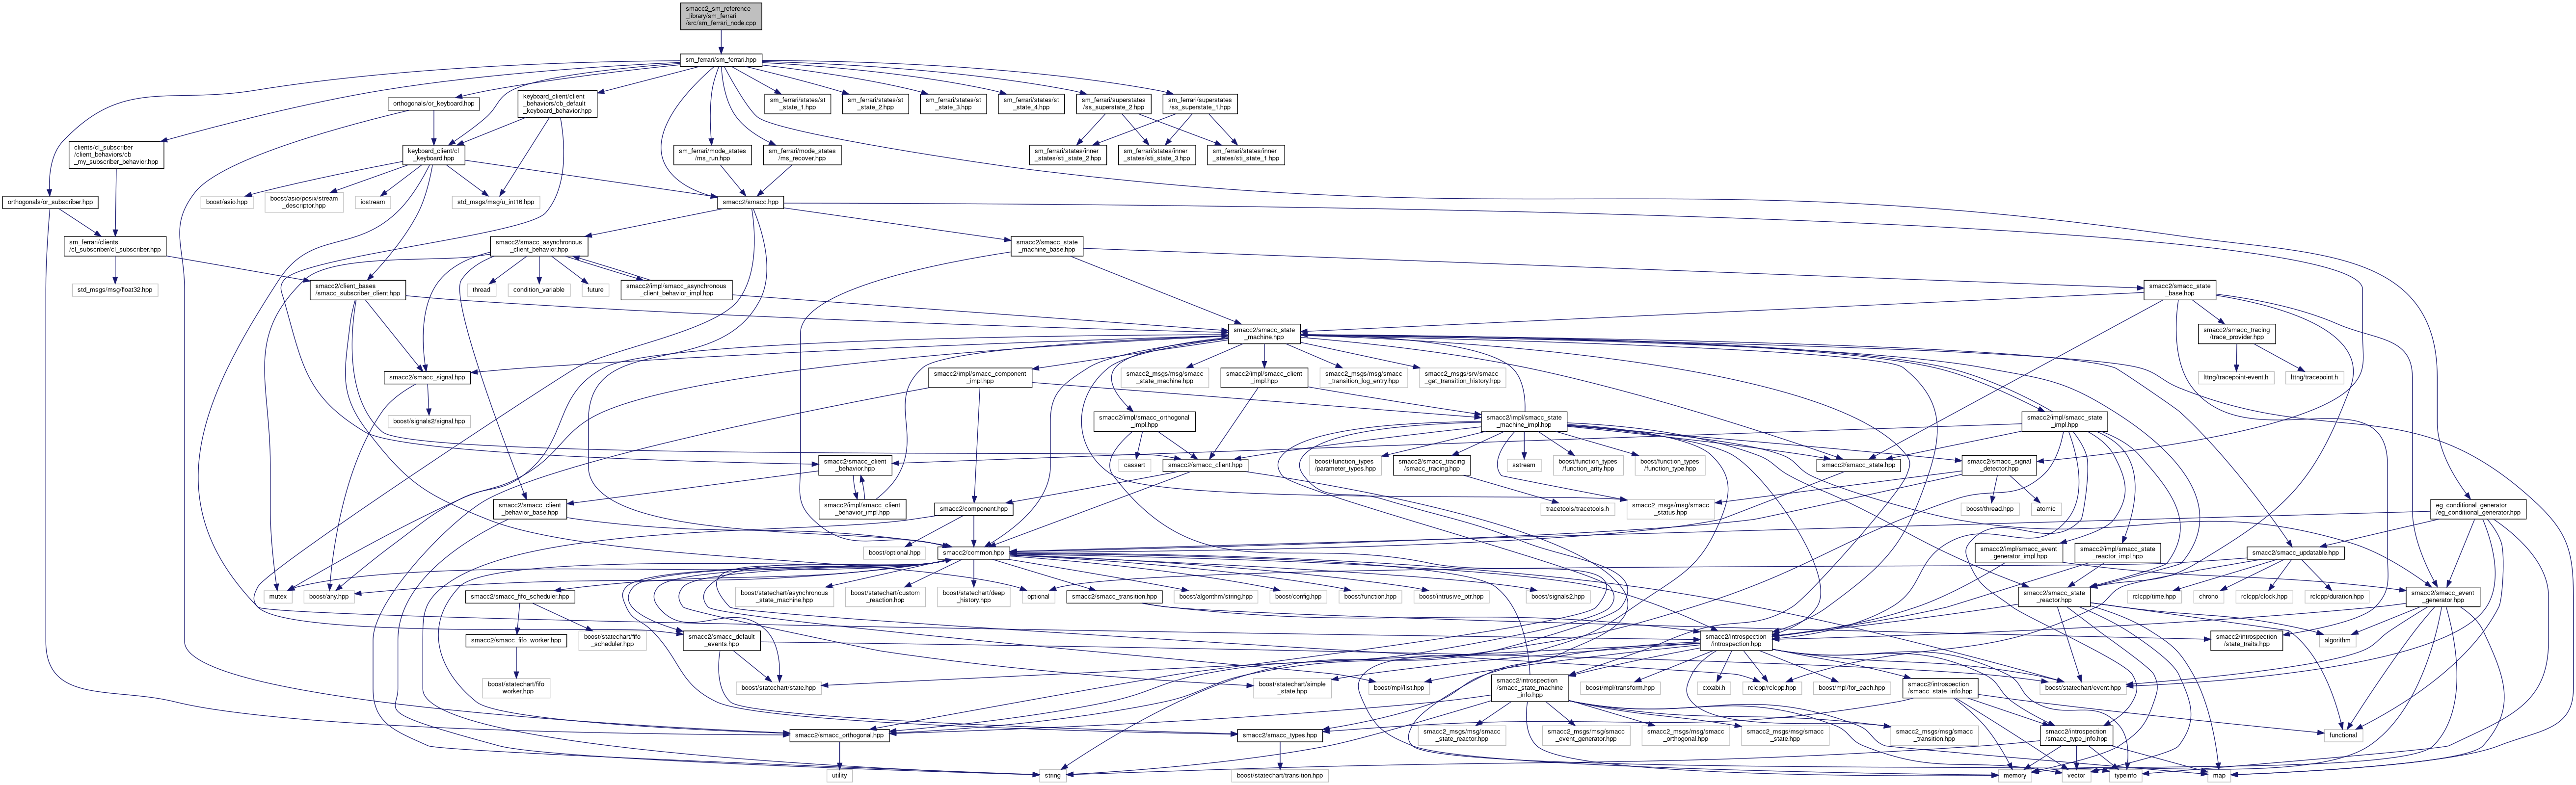 smacc2_sm_reference
_library/sm_ferrari
/src/sm_ferrari_node.cpp
sm_ferrari/sm_ferrari.hpp
orthogonals/or_keyboard.hpp
keyboard_client/client
_behaviors/cb_default
_keyboard_behavior.hpp
sm_ferrari/states/st
_state_1.hpp
sm_ferrari/states/st
_state_2.hpp
sm_ferrari/states/st
_state_3.hpp
sm_ferrari/states/st
_state_4.hpp
sm_ferrari/superstates
/ss_superstate_2.hpp
sm_ferrari/superstates
/ss_superstate_1.hpp
clients/cl_subscriber
/client_behaviors/cb
_my_subscriber_behavior.hpp
keyboard_client/cl
_keyboard.hpp
sm_ferrari/mode_states
/ms_run.hpp
sm_ferrari/mode_states
/ms_recover.hpp
sm_ferrari/states/inner
_states/sti_state_2.hpp
sm_ferrari/states/inner
_states/sti_state_3.hpp
sm_ferrari/states/inner
_states/sti_state_1.hpp
orthogonals/or_subscriber.hpp
boost/asio.hpp
boost/asio/posix/stream
_descriptor.hpp
iostream
std_msgs/msg/u_int16.hpp
smacc2/smacc.hpp
sm_ferrari/clients
/cl_subscriber/cl_subscriber.hpp
smacc2/smacc_asynchronous
_client_behavior.hpp
smacc2/smacc_state
_machine_base.hpp
std_msgs/msg/float32.hpp
smacc2/client_bases
/smacc_subscriber_client.hpp
thread
condition_variable
future
smacc2/impl/smacc_asynchronous
_client_behavior_impl.hpp
smacc2/smacc_state
_base.hpp
smacc2/smacc_state
_machine.hpp
smacc2/smacc_tracing
/trace_provider.hpp
smacc2/smacc_signal.hpp
smacc2/impl/smacc_component
_impl.hpp
smacc2_msgs/msg/smacc
_state_machine.hpp
smacc2/impl/smacc_client
_impl.hpp
smacc2_msgs/msg/smacc
_transition_log_entry.hpp
smacc2_msgs/srv/smacc
_get_transition_history.hpp
lttng/tracepoint-event.h
lttng/tracepoint.h
boost/signals2/signal.hpp
smacc2/impl/smacc_orthogonal
_impl.hpp
smacc2/impl/smacc_state
_machine_impl.hpp
smacc2/impl/smacc_state
_impl.hpp
smacc2/smacc_client
_behavior.hpp
cassert
smacc2/smacc_client.hpp
boost/function_types
/parameter_types.hpp
smacc2/smacc_tracing
/smacc_tracing.hpp
sstream
boost/function_types
/function_arity.hpp
boost/function_types
/function_type.hpp
smacc2/smacc_state.hpp
smacc2/smacc_signal
_detector.hpp
smacc2/smacc_client
_behavior_base.hpp
smacc2/impl/smacc_client
_behavior_impl.hpp
smacc2/component.hpp
tracetools/tracetools.h
smacc2_msgs/msg/smacc
_status.hpp
boost/thread.hpp
atomic
eg_conditional_generator
/eg_conditional_generator.hpp
boost/optional.hpp
smacc2/common.hpp
smacc2/impl/smacc_event
_generator_impl.hpp
smacc2/impl/smacc_state
_reactor_impl.hpp
smacc2/smacc_updatable.hpp
mutex
boost/any.hpp
smacc2/smacc_fifo_scheduler.hpp
boost/statechart/asynchronous
_state_machine.hpp
boost/statechart/custom
_reaction.hpp
boost/statechart/deep
_history.hpp
optional
smacc2/smacc_transition.hpp
boost/algorithm/string.hpp
boost/config.hpp
boost/function.hpp
boost/intrusive_ptr.hpp
boost/signals2.hpp
smacc2/smacc_state
_reactor.hpp
rclcpp/time.hpp
chrono
rclcpp/clock.hpp
rclcpp/duration.hpp
smacc2/smacc_event
_generator.hpp
smacc2/smacc_fifo_worker.hpp
boost/statechart/fifo
_scheduler.hpp
smacc2/smacc_default
_events.hpp
smacc2/introspection
/introspection.hpp
smacc2/introspection
/state_traits.hpp
algorithm
boost/statechart/fifo
_worker.hpp
boost/statechart/state.hpp
boost/statechart/simple
_state.hpp
boost/mpl/list.hpp
smacc2/introspection
/smacc_state_machine
_info.hpp
boost/mpl/transform.hpp
cxxabi.h
rclcpp/rclcpp.hpp
boost/mpl/for_each.hpp
smacc2/introspection
/smacc_state_info.hpp
boost/statechart/event.hpp
smacc2/smacc_orthogonal.hpp
smacc2/smacc_types.hpp
smacc2_msgs/msg/smacc
_state_reactor.hpp
smacc2_msgs/msg/smacc
_event_generator.hpp
smacc2_msgs/msg/smacc
_orthogonal.hpp
smacc2_msgs/msg/smacc
_state.hpp
smacc2_msgs/msg/smacc
_transition.hpp
smacc2/introspection
/smacc_type_info.hpp
functional
utility
string
boost/statechart/transition.hpp
memory
vector
typeinfo
map